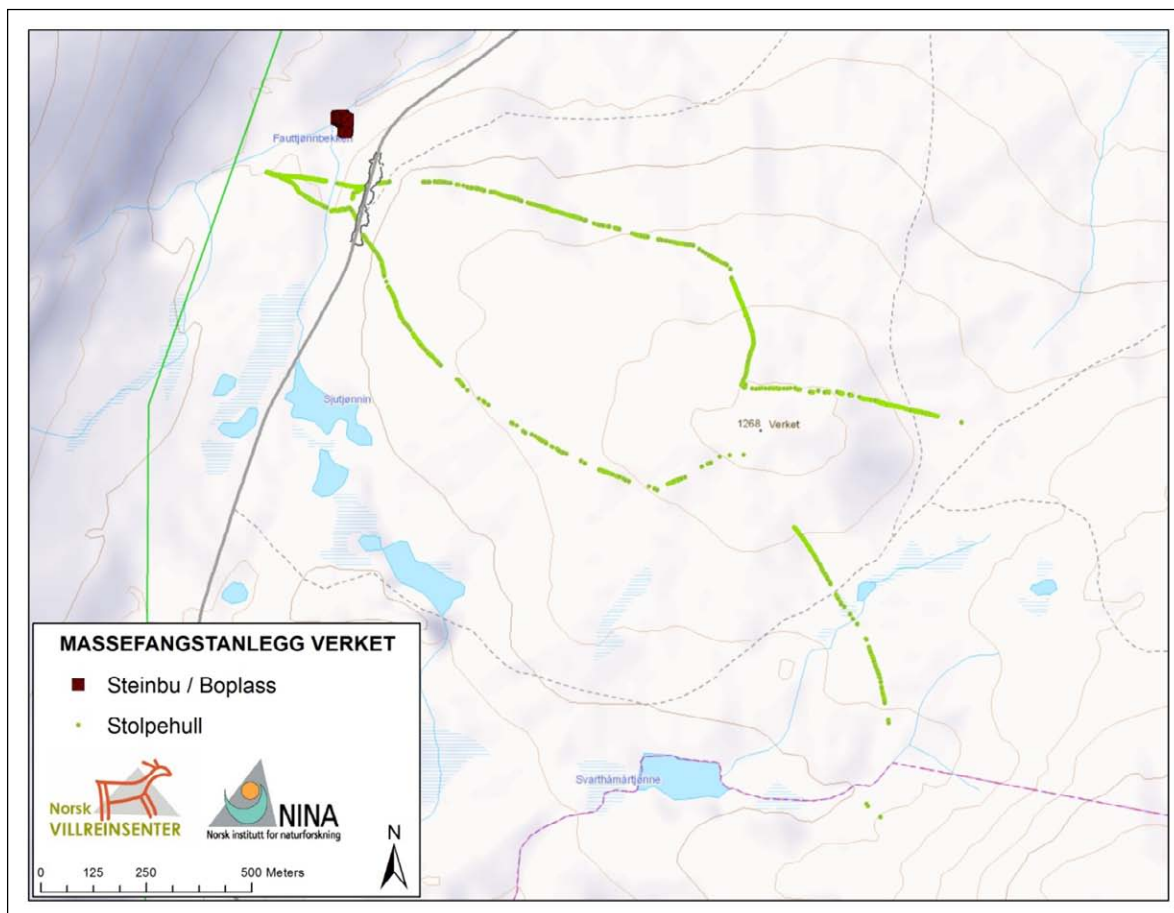 Fauttjørnbekken
Sjutjønnin
1268 Verket
Svarthåmårtjønne
MASSEFANGSTANLEGG VERKET
Steinbu / Boplass
Stolpehull
Norsk
VILLREINSENTER
NINA
Norsk institutt for naturforskning
N
0 125 250 500 Meters